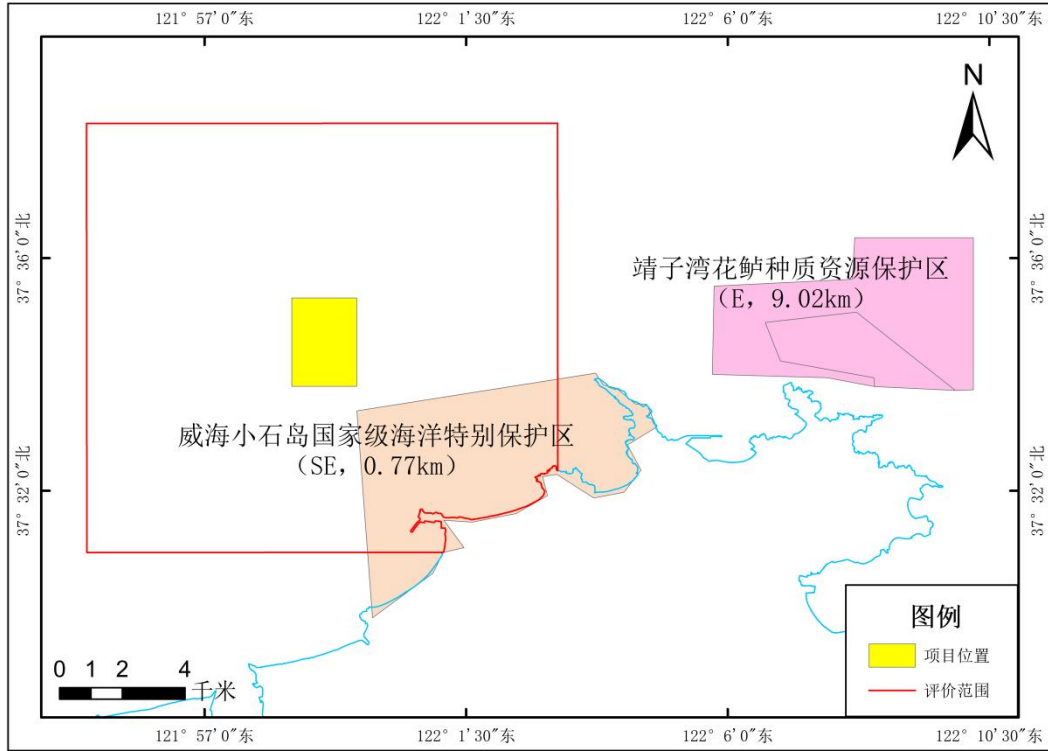 121° 57′0″东
122° 1′30″东
122° 6′0″东
122° 10′30″东
N
37° 36′0″北
37° 36′0″北
靖子湾花鲈种质资源保护区
（E，9.02km）
威海小石岛国家级海洋特别保护区
（SE，0.77km）
37° 32′0″北
37° 32′0″北
图例
项目位置
评价范围
0 1 2 4
千米
121° 57′0″东
122° 1′30″东
122° 6′0″东
122° 10′30″东